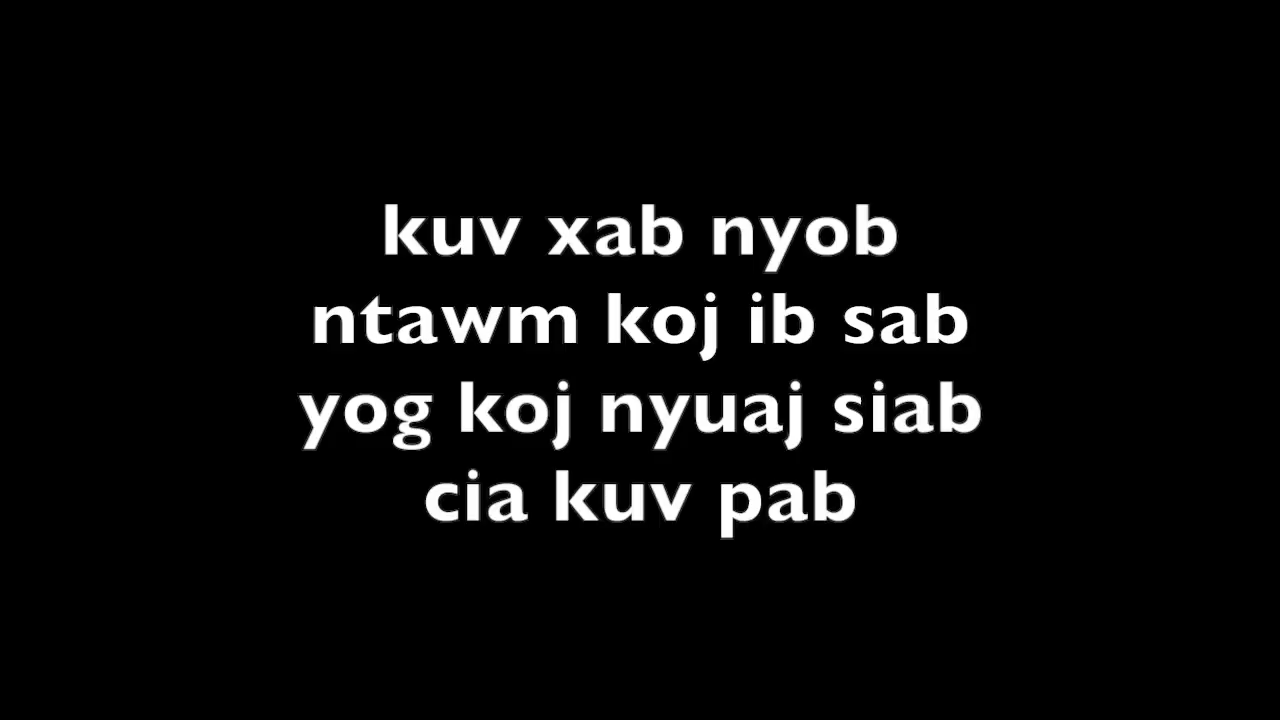 kuv xab nyob
ntawm koj ib sab
yog koj nyuaj siab
cia kuv pab